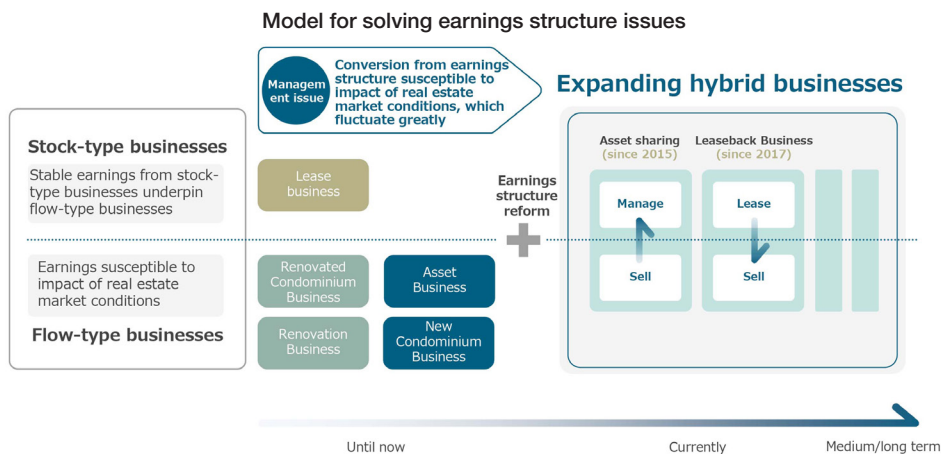 Model for solving earnings structure issues
Managem
ent issue
Conversion from earnings
structure susceptible to
impact of real estate
market conditions, which
fluctuate greatly
Expanding hybrid businesses
Stock-type businesses
Stable earnings from stock-
type businesses underpin
flow-type businesses
Lease
business
Earnings
structure
reform
Asset sharing
(since 2015)
Leaseback Business
(since 2017)
Manage
Lease
Sell
Sell
Earnings susceptible to
impact of real estate
market conditions
Flow-type businesses
Renovated
Condominium
Business
Asset
Business
Renovation
Business
New
Condominium
Business
Until now
Currently
Medium/long term